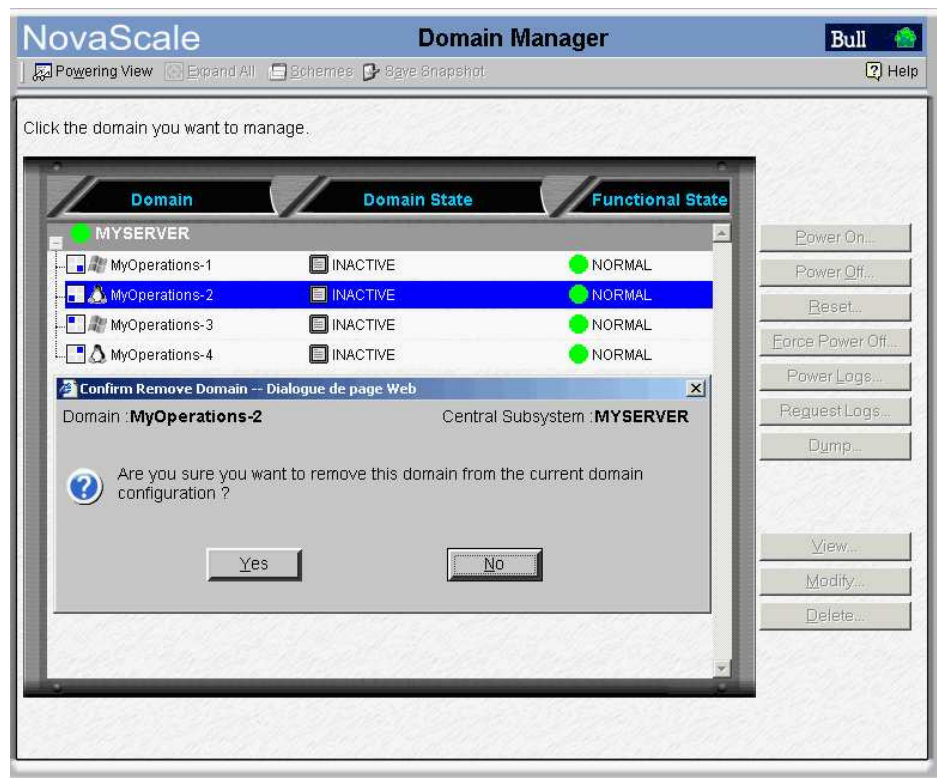 NovaScale Domain Manager Bull
Powering View Expand All Schemes Save Snapshot Help
Click the domain you want to manage.
Domain Domain State Functional State
MYSERVER
MyOperations-1 INACTIVE NORMAL
MyOperations-2 INACTIVE NORMAL
MyOperations-3 INACTIVE NORMAL
MyOperations-4 INACTIVE NORMAL
Confirm Remove Domain -- Dialogue de page Web
Domain :MyOperations-2 Central Subsystem :MYSERVER
Are you sure you want to remove this domain from the current domain
configuration ?
Yes No
Power On...
Power Off...
Reset...
Force Power Off...
Power Logs...
Request Logs...
Dump...
View...
Modify...
Delete...